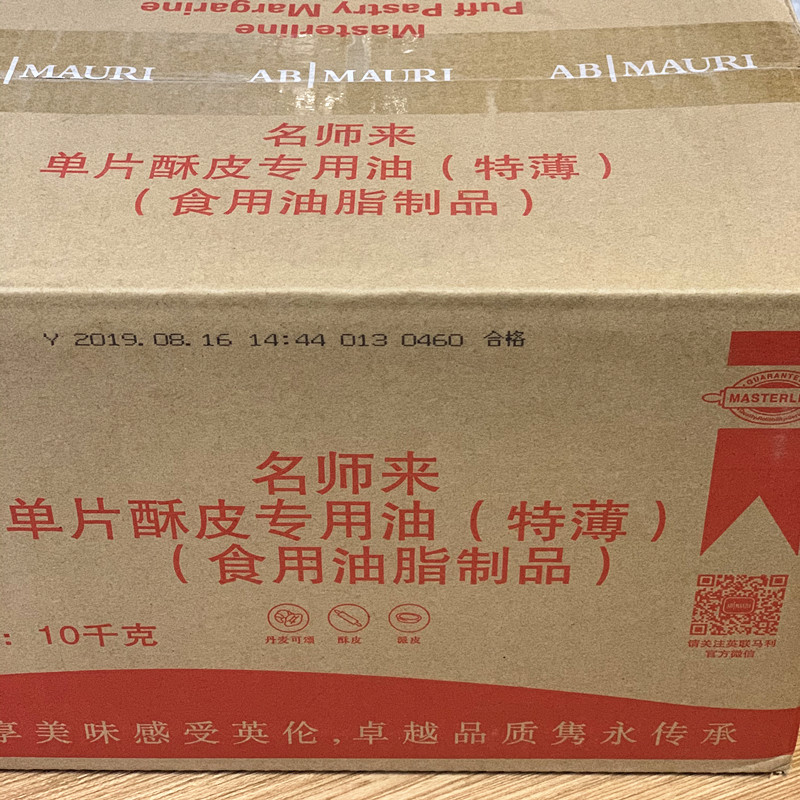 Puff Pastry Margarine
Masterline
MAURI AB MAURI AB MAURI
名师来
单片酥皮专用油（特薄）
（食用油脂制品）
Y 2019.08.16 14:44 013 0460 合格
GUARANTE
MASTERLI
名师来
单片酥皮专用油（特薄）
（食用油脂制品）
：10千克
丹麦可颂 酥皮 派皮
请关注英联马利
官方微信
享美味感受英伦,卓越品质隽永传承